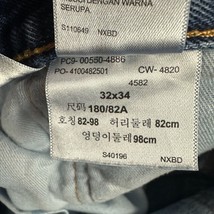 DENGAN WARNA
SERUPA.
S110649 NXBD
PC9- 00550-4886
PO- 4100482501 CW- 4820
4582
32x34
尺码 180/82A
호칭 82-98 허리둘레 82cm
엉덩이둘레 98cm
S40196 NXBD